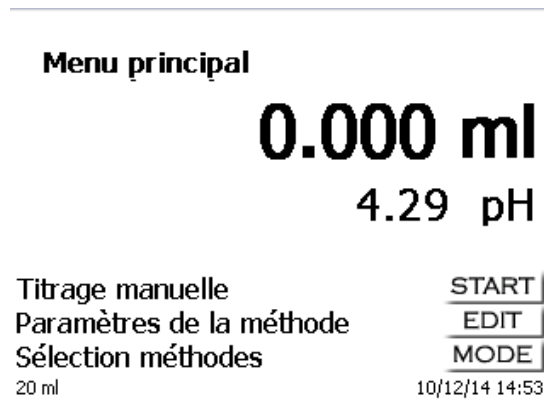 Menu principal
0.000 ml
4.29 pH
Titrage manuelle START
Paramètres de la méthode EDIT
Sélection méthodes MODE
20 ml 10/12/14 14:53